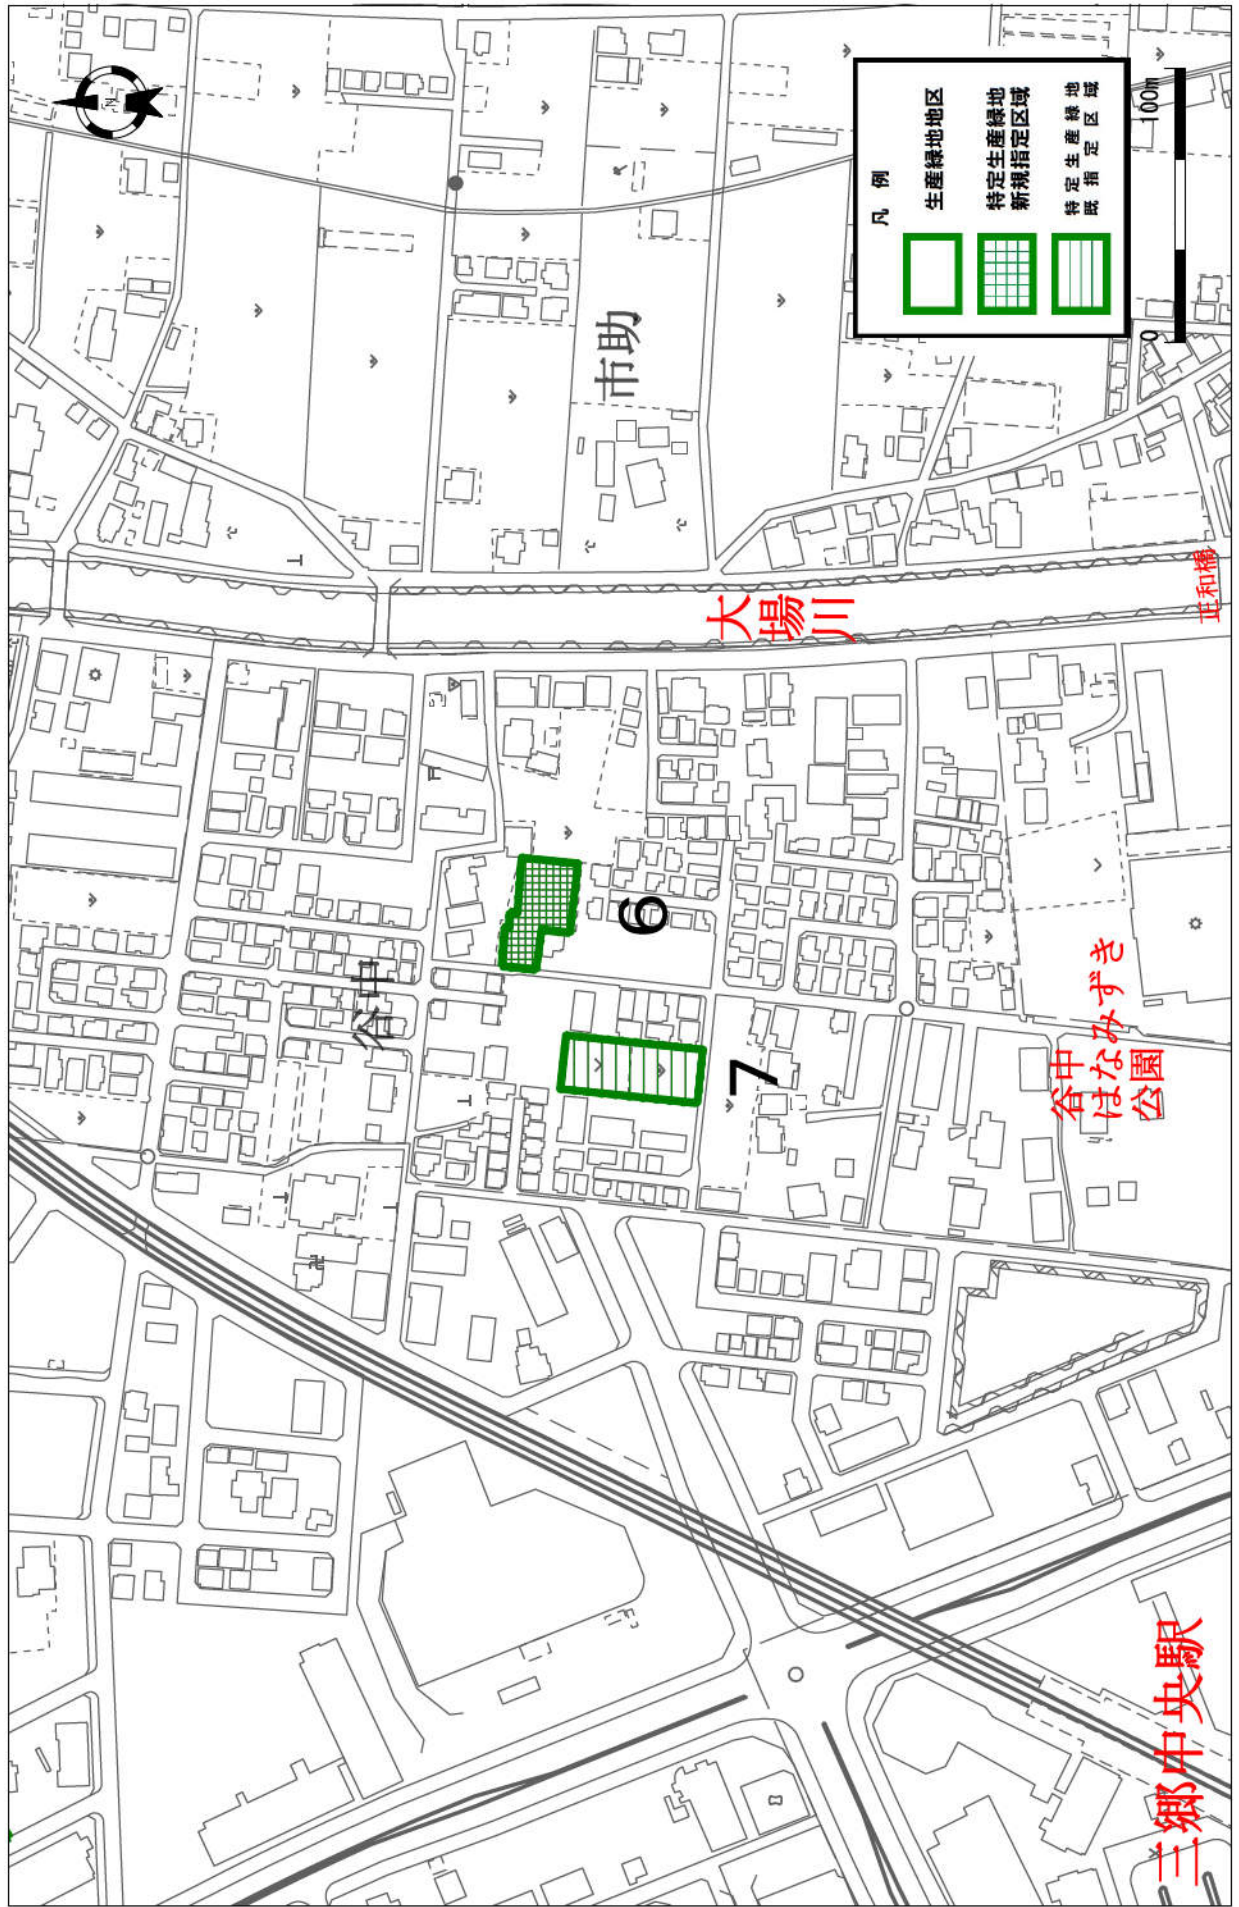 凡例
生産緑地地区
特定生産緑地
新規指定区域
特定生産緑地
既指定区域
0
100m
N
市助
大場川
正和橋
谷中
6
7
谷中
はなみずき
公園
三郷中央駅